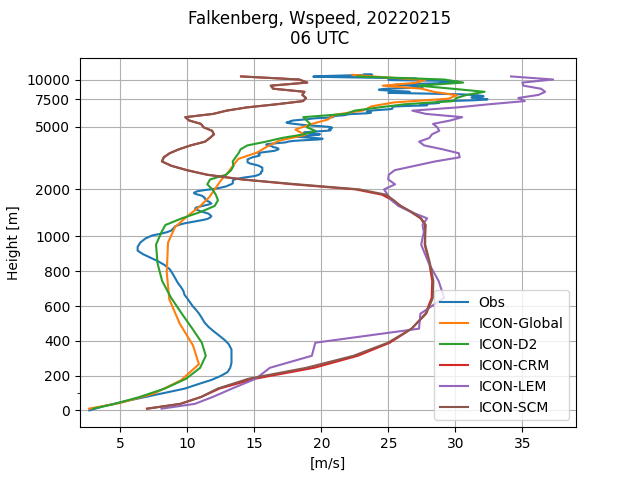 Falkenberg, Wspeed, 20220215
06 UTC
10000
7500
5000
2000
1000
800
600
400
200
0
Height [m]
5
10
15
20
25
30
35
[m/s]
Obs
ICON-Global
ICON-D2
ICON-CRM
ICON-LEM
ICON-SCM